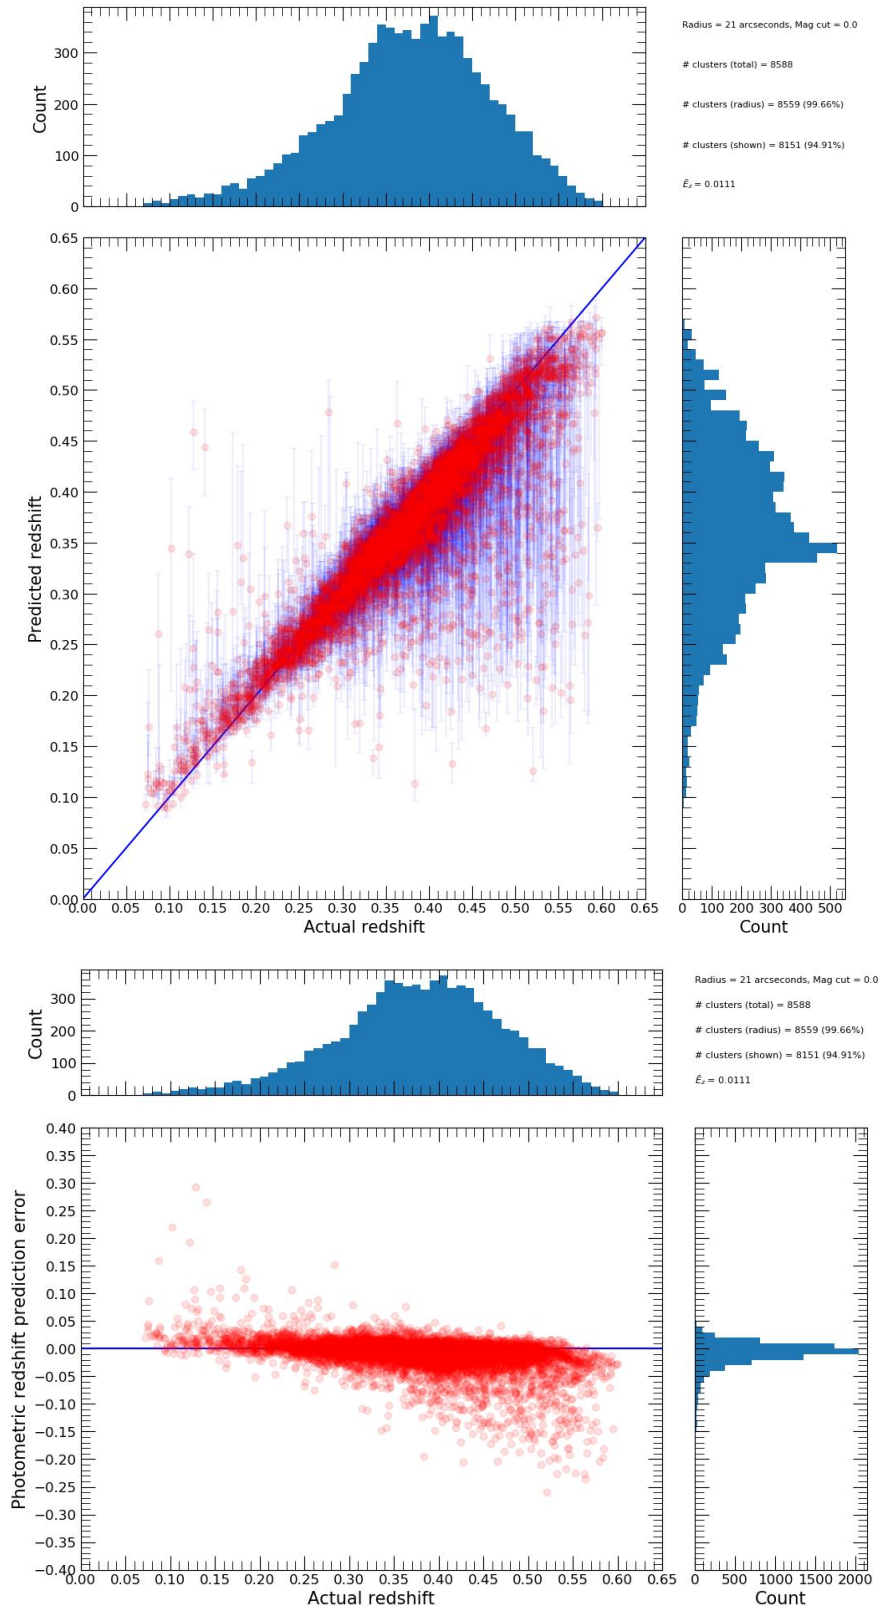 Radius = 21 arcseconds, Mag cut = 0.0
# clusters (total) = 8588
# clusters (radius) = 8559 (99.66%)
# clusters (shown) = 8151 (94.91%)
Ê_z = 0.0111
Count
300
200
100
0
0.65
0.60
0.55
0.50
0.45
0.40
0.35
0.30
0.25
0.20
0.15
0.10
0.05
0.00
Predicted redshift
0.00 0.05 0.10 0.15 0.20 0.25 0.30 0.35 0.40 0.45 0.50 0.55 0.60 0.65
Actual redshift
0 100 200 300 400 500
Count
Radius = 21 arcseconds, Mag cut = 0.0
# clusters (total) = 8588
# clusters (radius) = 8559 (99.66%)
# clusters (shown) = 8151 (94.91%)
Ê_z = 0.0111
Count
300
200
100
0
0.40
0.35
0.30
0.25
0.20
0.15
0.10
0.05
0.00
−0.05
−0.10
−0.15
−0.20
−0.25
−0.30
−0.35
−0.40
Photometric redshift prediction error
0.00 0.05 0.10 0.15 0.20 0.25 0.30 0.35 0.40 0.45 0.50 0.55 0.60 0.65
Actual redshift
0 500 1000 1500 2000
Count